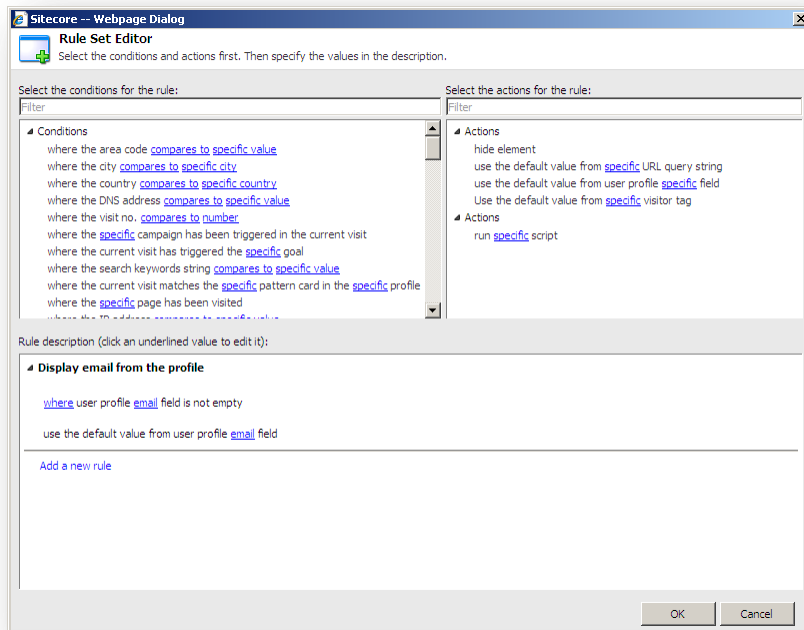 Sitecore -- Webpage Dialog
Rule Set Editor
Select the conditions and actions first. Then specify the values in the description.
Select the conditions for the rule:
Filter
Conditions
where the area code compares to specific value
where the city compares to specific city
where the country compares to specific country
where the DNS address compares to specific value
where the visit no. compares to number
where the specific campaign has been triggered in the current visit
where the current visit has triggered the specific goal
where the search keywords string compares to specific value
where the current visit matches the specific pattern card in the specific profile
where the specific page has been visited
where the IP address compares to specific value
Select the actions for the rule:
Filter
Actions
hide element
use the default value from specific URL query string
use the default value from user profile specific field
Use the default value from specific visitor tag
Actions
run specific script
Rule description (click an underlined value to edit it):
Display email from the profile
where user profile email field is not empty
use the default value from user profile email field
Add a new rule
OK
Cancel